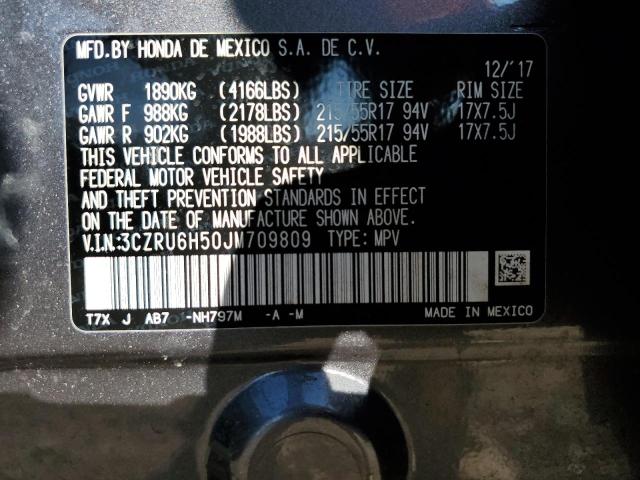 MFD.BY HONDA DE MEXICO S.A. DE C.V.
12/'17
GVWR 1890KG (4166LBS) TIRE SIZE RIM SIZE
GAWR F 988KG (2178LBS) 215/55R17 94V 17X7.5J
GAWR R 902KG (1988LBS) 215/55R17 94V 17X7.5J
THIS VEHICLE CONFORMS TO ALL APPLICABLE
FEDERAL MOTOR VEHICLE SAFETY
AND THEFT PREVENTION STANDARDS IN EFFECT
ON THE DATE OF MANUFACTURE SHOWN ABOVE.
V.I.N:3CZRU6H50JM709809 TYPE: MPV
T7X J AB7 -NH797M -A -M MADE IN MEXICO